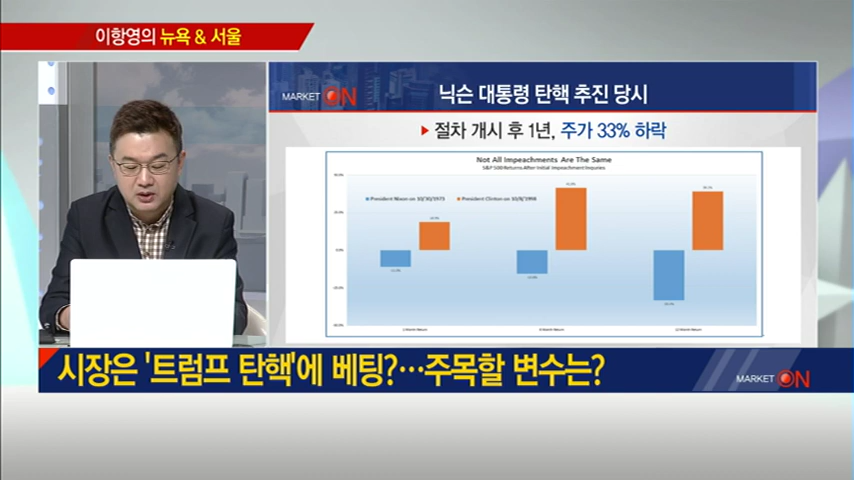 이항영의 뉴욕 & 서울
MARKET ON
닉슨 대통령 탄핵 추진 당시
▶ 절차 개시 후 1년, 주가 33% 하락
Not All Impeachments Are The Same
S&P 500 Returns After Initial Impeachment Inquiries
President Nixon on 10/30/1973
President Clinton on 10/8/1998
시장은 '트럼프 탄핵'에 베팅?…주목할 변수는?
MARKET ON